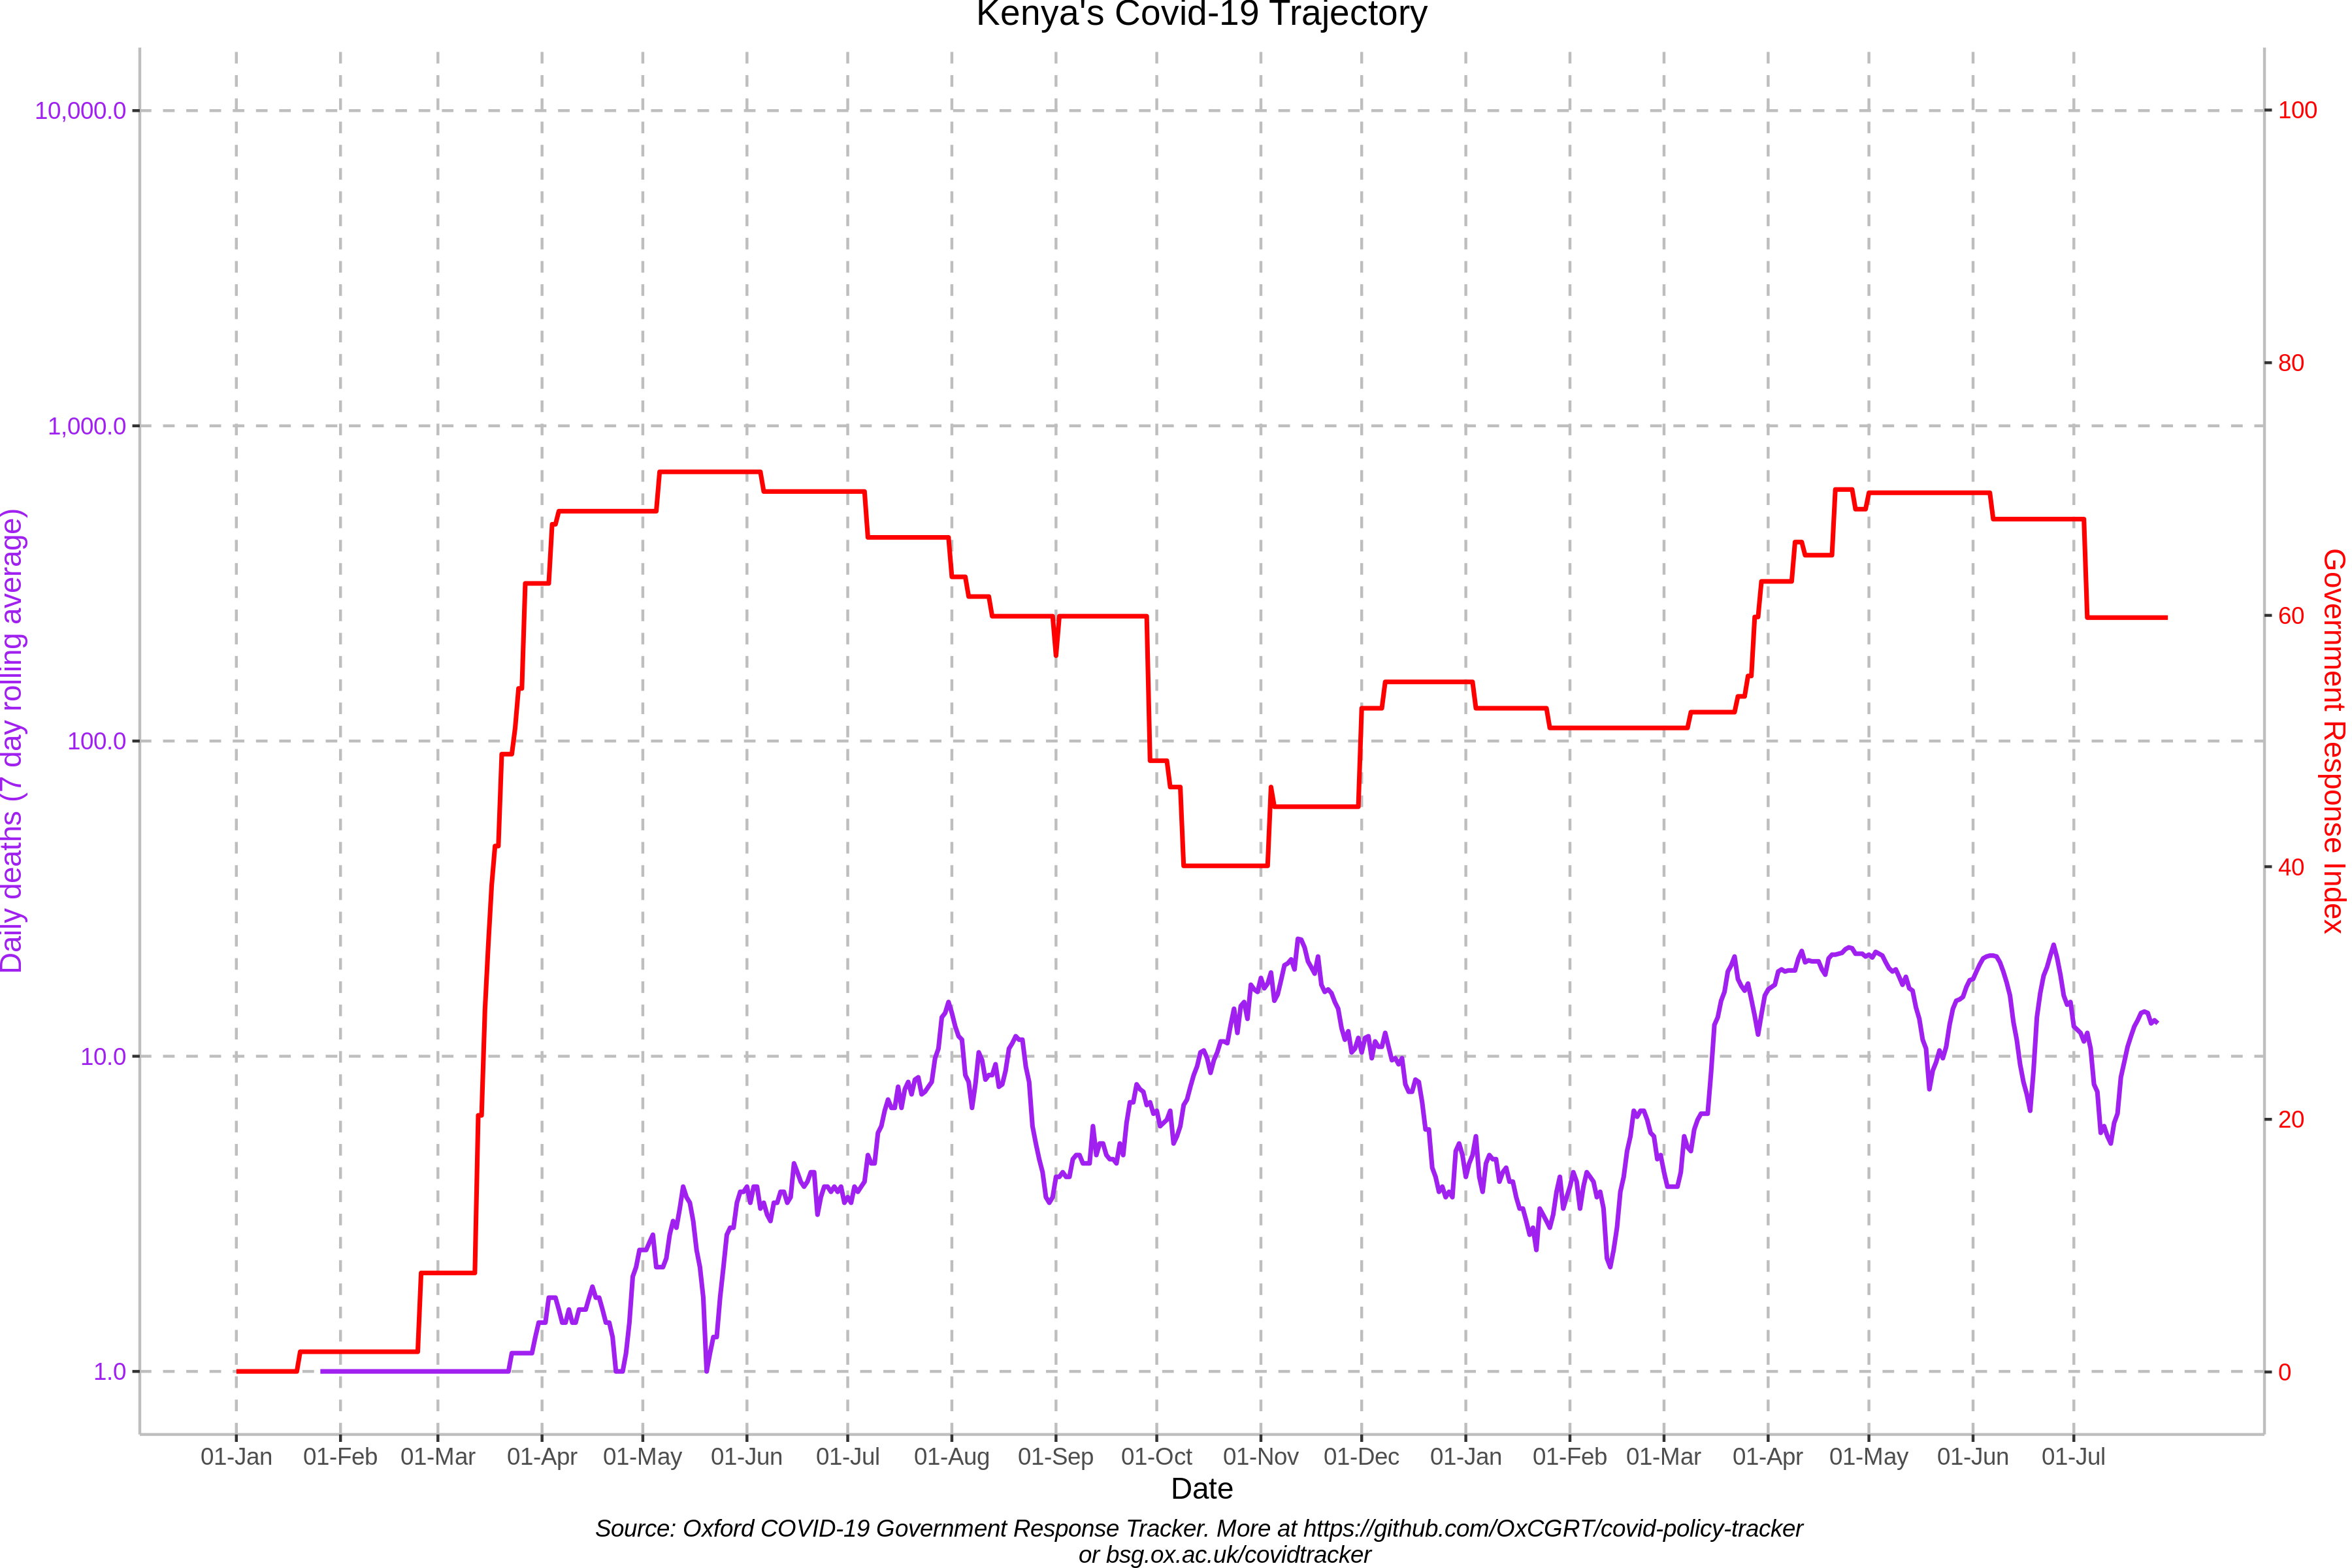 Kenya's Covid-19 Trajectory
10,000.0
1,000.0
100.0
10.0
1.0
Daily deaths (7 day rolling average)
100
80
60
40
20
0
Government Response Index
01-Jan 01-Feb 01-Mar 01-Apr 01-May 01-Jun 01-Jul 01-Aug 01-Sep 01-Oct 01-Nov 01-Dec 01-Jan 01-Feb 01-Mar 01-Apr 01-May 01-Jun 01-Jul
Date
Source: Oxford COVID-19 Government Response Tracker. More at https://github.com/OxCGRT/covid-policy-tracker
or bsg.ox.ac.uk/covidtracker